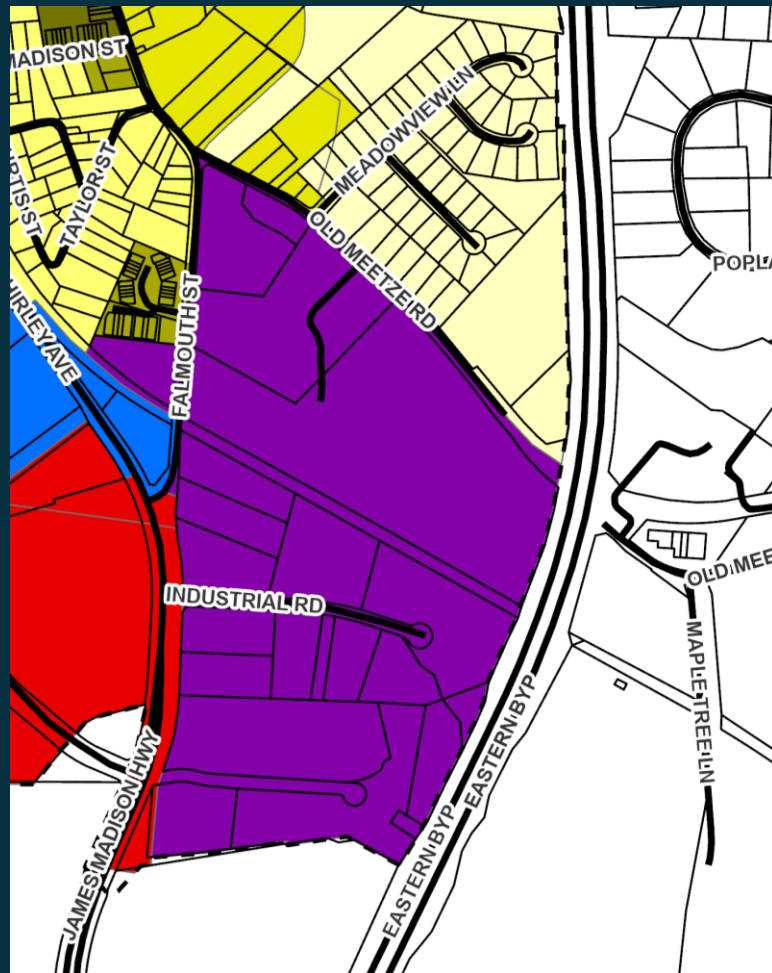 MADISON ST
MEADOWVIEW LN
TAYLOR ST
OLD MEETZE RD
FALMOUTH ST
INDUSTRIAL RD
MAPLE TREE LN
EASTERN BYP
EASTERN BYP
JAMES MADISON HWY